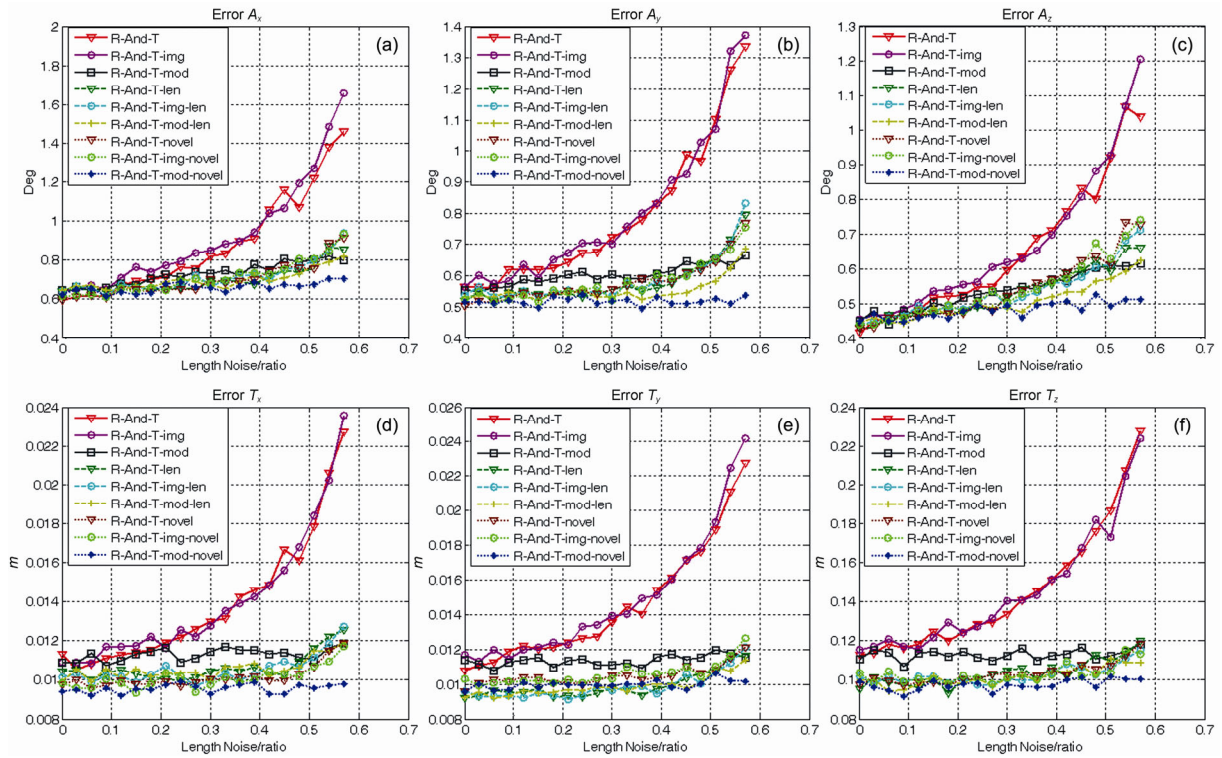 Error Ax
(a)
R-And-T
R-And-T-img
R-And-T-mod
R-And-T-len
R-And-T-img-len
R-And-T-mod-len
R-And-T-novel
R-And-T-img-novel
R-And-T-mod-novel
Deg
2
1.8
1.6
1.4
1.2
1
0.8
0.6
0.4
0 0.1 0.2 0.3 0.4 0.5 0.6 0.7
Length Noise/ratio
Error Ay
(b)
R-And-T
R-And-T-img
R-And-T-mod
R-And-T-len
R-And-T-img-len
R-And-T-mod-len
R-And-T-novel
R-And-T-img-novel
R-And-T-mod-novel
Deg
1.4
1.3
1.2
1.1
1
0.9
0.8
0.7
0.6
0.5
0.4
0 0.1 0.2 0.3 0.4 0.5 0.6 0.7
Length Noise/ratio
Error Az
(c)
R-And-T
R-And-T-img
R-And-T-mod
R-And-T-len
R-And-T-img-len
R-And-T-mod-len
R-And-T-novel
R-And-T-img-novel
R-And-T-mod-novel
Deg
1.3
1.2
1.1
1
0.9
0.8
0.7
0.6
0.5
0.4
0 0.1 0.2 0.3 0.4 0.5 0.6 0.7
Length Noise/ratio
Error Tx
(d)
R-And-T
R-And-T-img
R-And-T-mod
R-And-T-len
R-And-T-img-len
R-And-T-mod-len
R-And-T-novel
R-And-T-img-novel
R-And-T-mod-novel
m
0.024
0.022
0.02
0.018
0.016
0.014
0.012
0.01
0.008
0 0.1 0.2 0.3 0.4 0.5 0.6 0.7
Length Noise/ratio
Error Ty
(e)
R-And-T
R-And-T-img
R-And-T-mod
R-And-T-len
R-And-T-img-len
R-And-T-mod-len
R-And-T-novel
R-And-T-img-novel
R-And-T-mod-novel
m
0.026
0.024
0.022
0.02
0.018
0.016
0.014
0.012
0.01
0.008
0 0.1 0.2 0.3 0.4 0.5 0.6 0.7
Length Noise/ratio
Error Tz
(f)
R-And-T
R-And-T-img
R-And-T-mod
R-And-T-len
R-And-T-img-len
R-And-T-mod-len
R-And-T-novel
R-And-T-img-novel
R-And-T-mod-novel
m
0.24
0.22
0.2
0.18
0.16
0.14
0.12
0.1
0.08
0 0.1 0.2 0.3 0.4 0.5 0.6 0.7
Length Noise/ratio